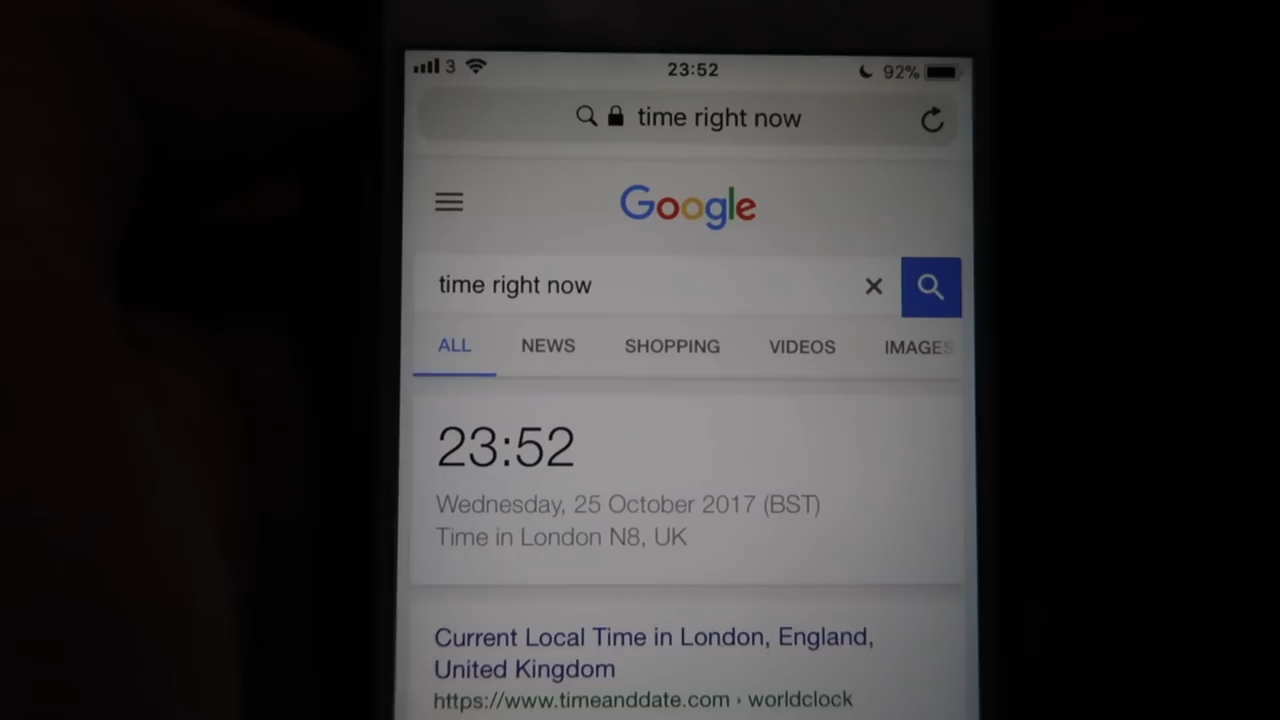 3 23:52 92%
time right now
Google
time right now
ALL NEWS SHOPPING VIDEOS IMAGES
23:52
Wednesday, 25 October 2017 (BST)
Time in London N8, UK
Current Local Time in London, England,
United Kingdom
https://www.timeanddate.com › worldclock